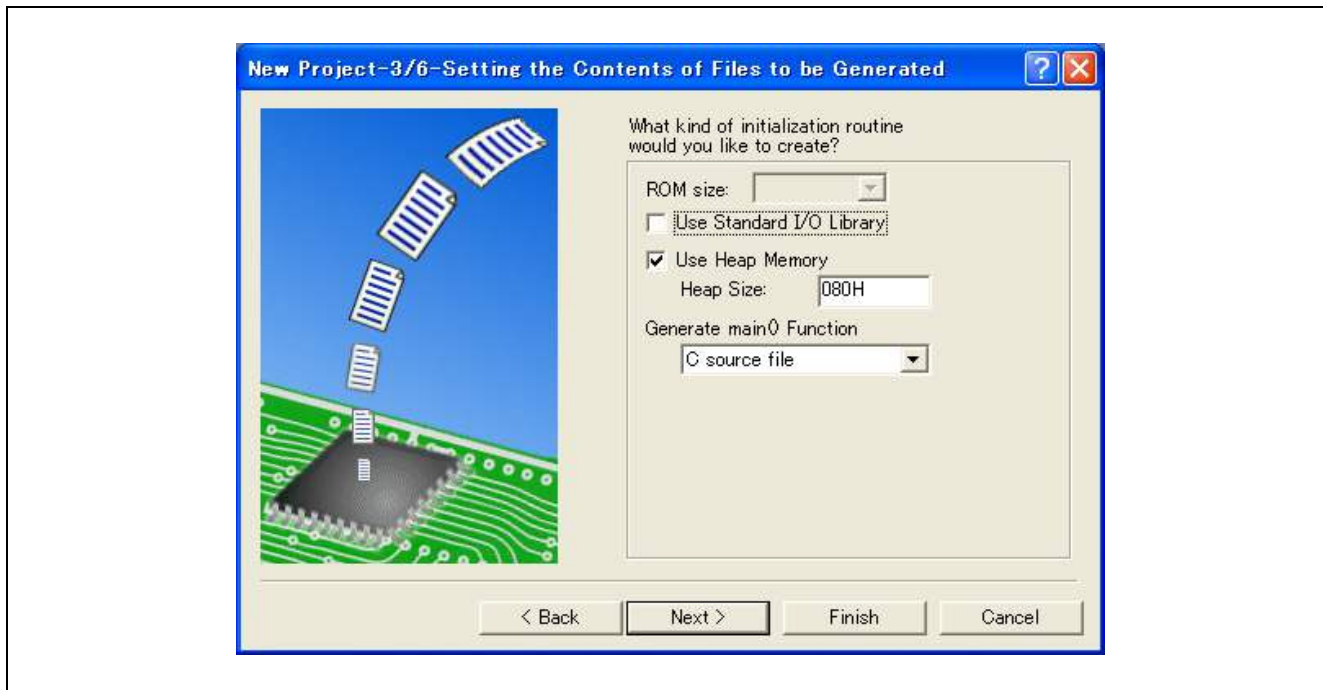 New Project-3/6-Setting the Contents of Files to be Generated
What kind of initialization routine
would you like to create?
ROM size:
Use Standard I/O Library
Use Heap Memory
Heap Size: 080H
Generate main() Function
C source file
< Back Next > Finish Cancel